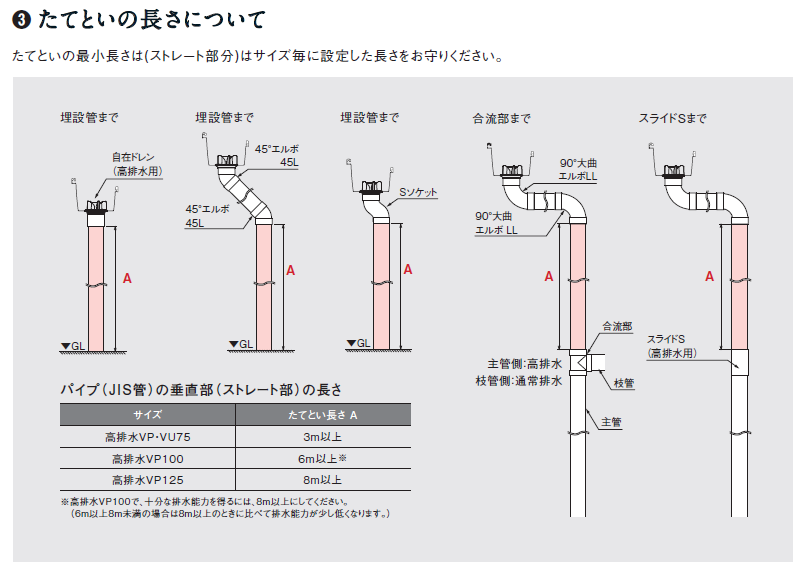 ❸ たてといの長さについて
たてといの最小長さは(ストレート部分)はサイズ毎に設定した長さをお守りください。
埋設管まで
埋設管まで
埋設管まで
合流部まで
スライドSまで
自在ドレン
(高排水用)
45°エルボ
45L
45°エルボ
45L
Sソケット
90°大曲
エルボLL
90°大曲
エルボ LL
A
A
A
A
A
▼GL
▼GL
▼GL
合流部
主管側:高排水
枝管側:通常排水
枝管
主管
スライドS
(高排水用)
パイプ(JIS管)の垂直部(ストレート部)の長さ
サイズ たてとい長さ A
高排水VP・VU75 3m以上
高排水VP100 6m以上※
高排水VP125 8m以上
※高排水VP100で、十分な排水能力を得るには、8m以上にしてください。
(6m以上8m未満の場合は8m以上のときに比べて排水能力が少し低くなります。)